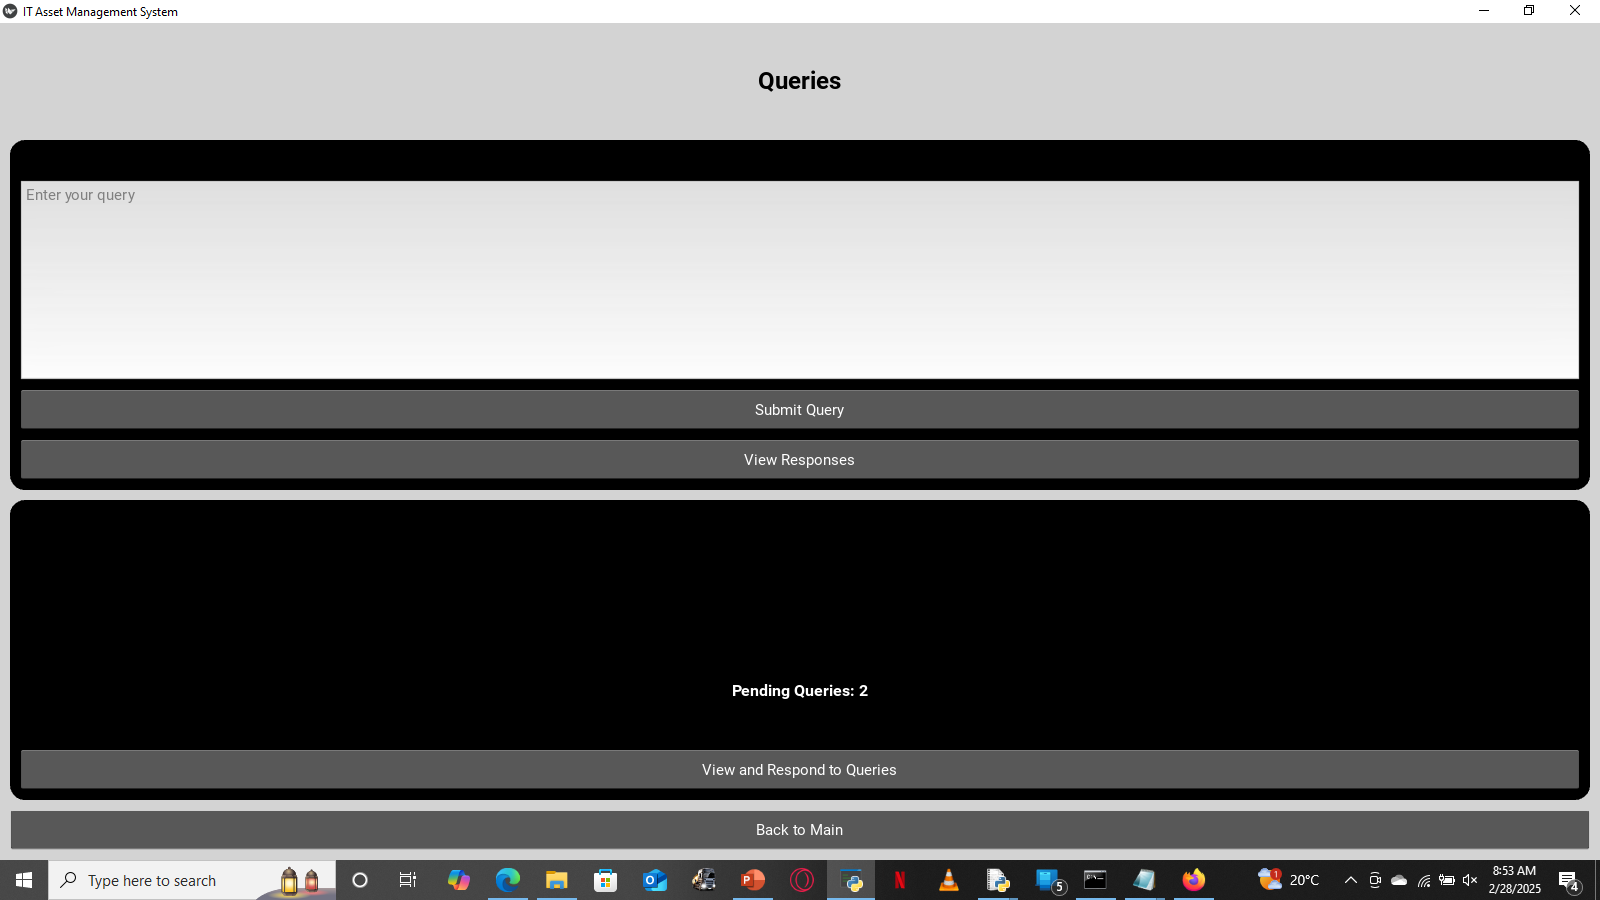 IT Asset Management System
Queries
Enter your query
Submit Query
View Responses
Pending Queries: 2
View and Respond to Queries
Back to Main
Type here to search
5
1
20°C
8:53 AM
2/28/2025
4